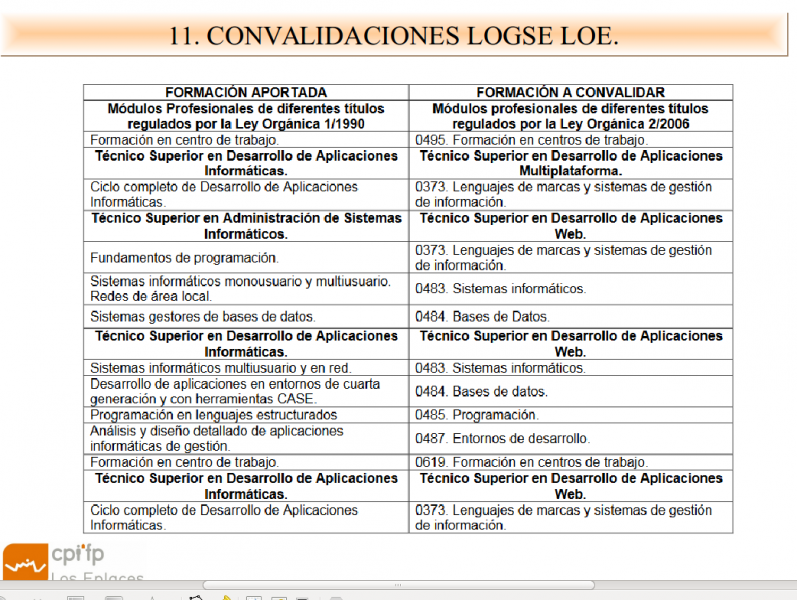 11. CONVALIDACIONES LOGSE LOE.
FORMACIÓN APORTADA
FORMACIÓN A CONVALIDAR
Módulos Profesionales de diferentes títulos
regulados por la Ley Orgánica 1/1990
Módulos profesionales de diferentes títulos
regulados por la Ley Orgánica 2/2006
Formación en centro de trabajo.
0495. Formación en centros de trabajo.
Técnico Superior en Desarrollo de Aplicaciones
Informáticas.
Técnico Superior en Desarrollo de Aplicaciones
Multiplataforma.
Ciclo completo de Desarrollo de Aplicaciones
Informáticas.
0373. Lenguajes de marcas y sistemas de gestión
de información.
Técnico Superior en Administración de Sistemas
Informáticos.
Técnico Superior en Desarrollo de Aplicaciones
Web.
Fundamentos de programación.
0373. Lenguajes de marcas y sistemas de gestión
de información.
Sistemas informáticos monousuario y multiusuario.
Redes de área local.
0483. Sistemas informáticos.
Sistemas gestores de bases de datos.
0484. Bases de Datos.
Técnico Superior en Desarrollo de Aplicaciones
Informáticas.
Técnico Superior en Desarrollo de Aplicaciones
Web.
Sistemas informáticos multiusuario y en red.
0483. Sistemas informáticos.
Desarrollo de aplicaciones en entornos de cuarta
generación y con herramientas CASE.
0484. Bases de datos.
Programación en lenguajes estructurados
0485. Programación.
Análisis y diseño detallado de aplicaciones
informáticas de gestión.
0487. Entornos de desarrollo.
Formación en centro de trabajo.
0619. Formación en centros de trabajo.
Técnico Superior en Desarrollo de Aplicaciones
Informáticas.
Técnico Superior en Desarrollo de Aplicaciones
Web.
Ciclo completo de Desarrollo de Aplicaciones
Informáticas.
0373. Lenguajes de marcas y sistemas de gestión
de información.
cpifp
Los Enlaces